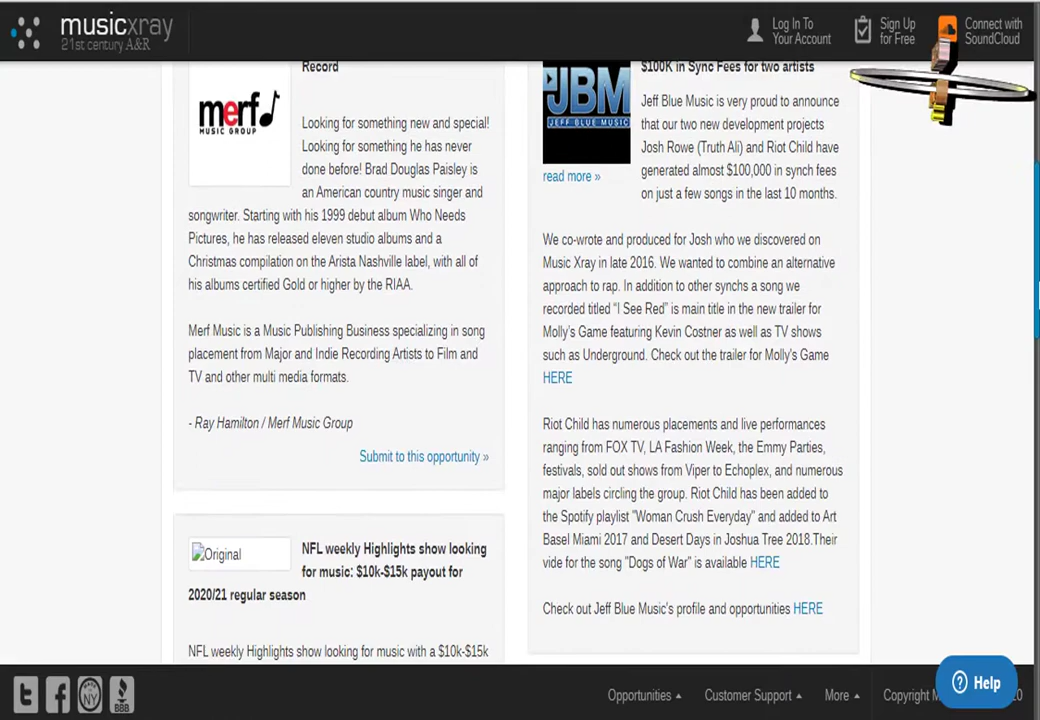 musicxray
21st century A&R
Log In To
Your Account
Sign Up
for Free
Connect with
SoundCloud
Record
merf
MUSIC GROUP
Looking for something new and special!
Looking for something he has never
done before! Brad Douglas Paisley is
an American country music singer and
songwriter. Starting with his 1999 debut album Who Needs
Pictures, he has released eleven studio albums and a
Christmas compilation on the Arista Nashville label, with all of
his albums certified Gold or higher by the RIAA.
Merf Music is a Music Publishing Business specializing in song
placement from Major and Indie Recording Artists to Film and
TV and other multi media formats.
- Ray Hamilton / Merf Music Group
Submit to this opportunity »
Original
NFL weekly Highlights show looking
for music: $10k-$15k payout for
2020/21 regular season
NFL weekly Highlights show looking for music with a $10k-$15k
$100K in Sync Fees for two artists
JBM
JEFF BLUE MUSIC
read more »
Jeff Blue Music is very proud to announce
that our two new development projects
Josh Rowe (Truth Ali) and Riot Child have
generated almost $100,000 in synch fees
on just a few songs in the last 10 months.
We co-wrote and produced for Josh who we discovered on
Music Xray in late 2016. We wanted to combine an alternative
approach to rap. In addition to other synchs a song we
recorded titled “I See Red” is main title in the new trailer for
Molly's Game featuring Kevin Costner as well as TV shows
such as Underground. Check out the trailer for Molly's Game
HERE
Riot Child has numerous placements and live performances
ranging from FOX TV, LA Fashion Week, the Emmy Parties,
festivals, sold out shows from Viper to Echoplex, and numerous
major labels circling the group. Riot Child has been added to
the Spotify playlist "Woman Crush Everyday" and added to Art
Basel Miami 2017 and Desert Days in Joshua Tree 2018.Their
vide for the song "Dogs of War" is available HERE
Check out Jeff Blue Music's profile and opportunities HERE
Help
NY
BBB
Opportunities
Customer Support
More
Copyright